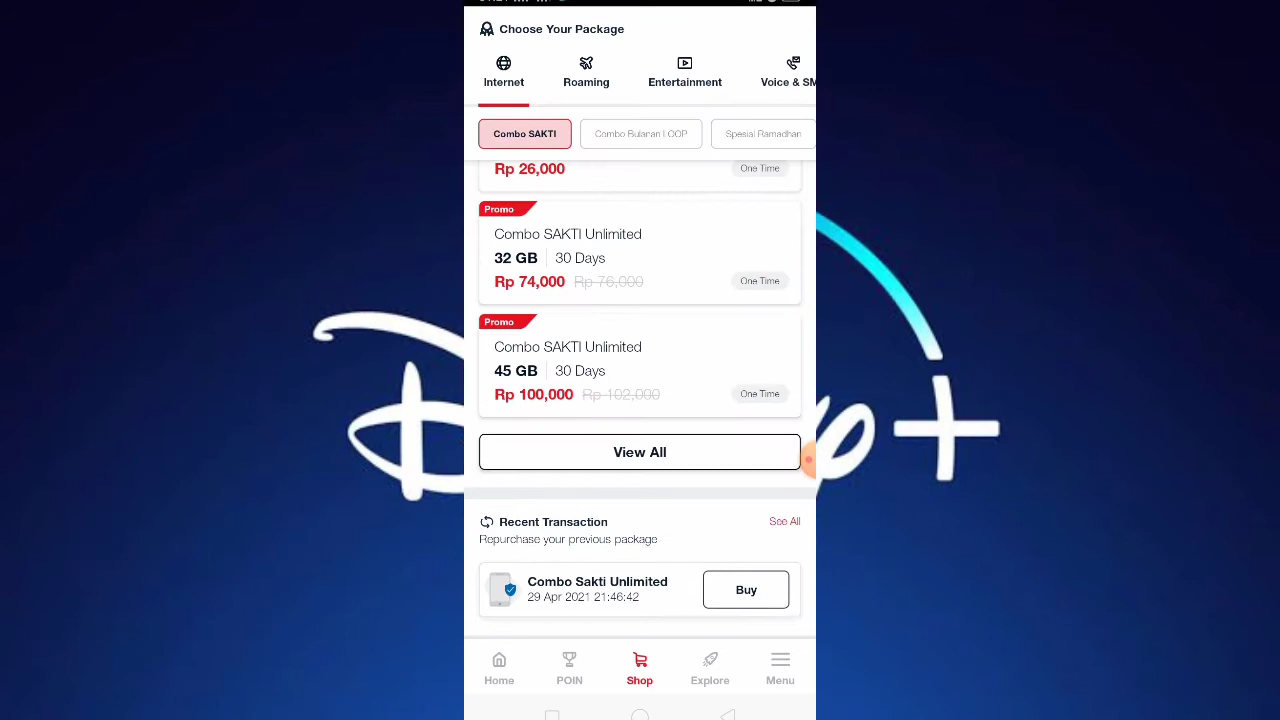 Choose Your Package
Internet
Roaming
Entertainment
Voice & SM
Combo SAKTI
Combo Bulanan LOOP
Spesial Ramadhan
Rp 26,000
One Time
Promo
Combo SAKTI Unlimited
32 GB
30 Days
Rp 74,000
Rp 76,000
One Time
Promo
Combo SAKTI Unlimited
45 GB
30 Days
Rp 100,000
Rp 102,000
One Time
View All
Recent Transaction
See All
Repurchase your previous package
Combo Sakti Unlimited
29 Apr 2021 21:46:42
Buy
Home
POIN
Shop
Explore
Menu